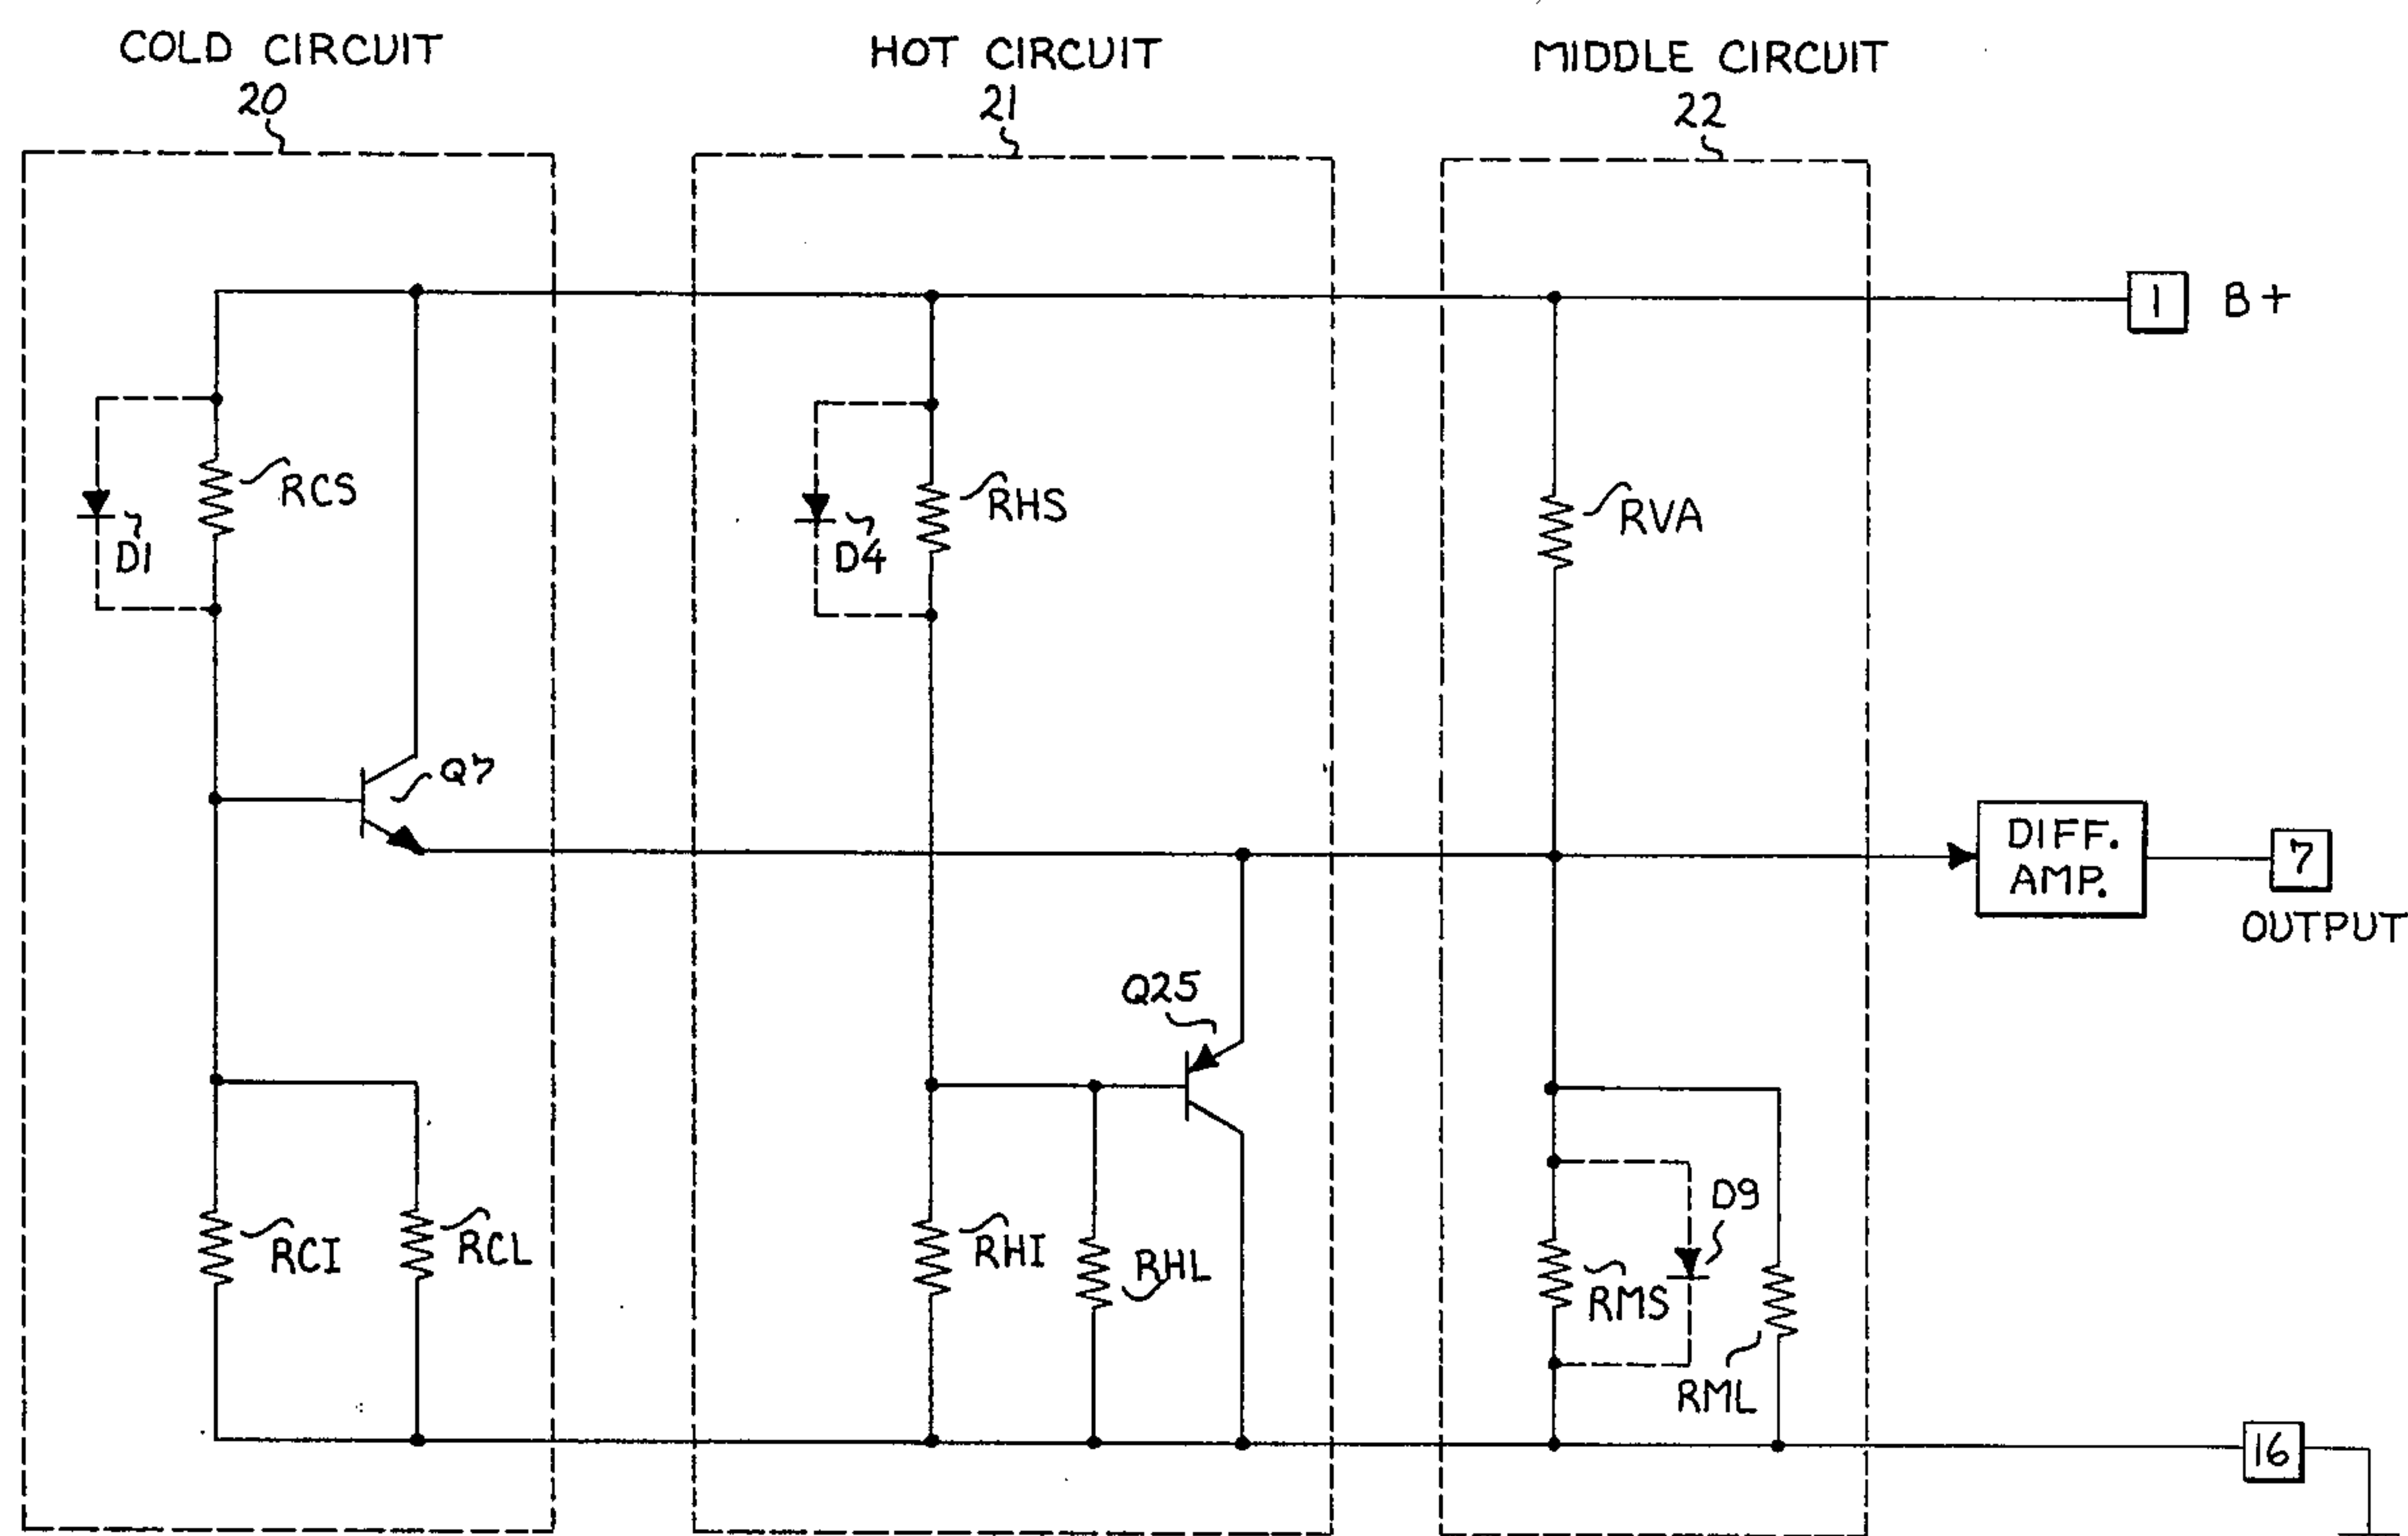 COLD CIRCUIT
20
HOT CIRCUIT
21
MIDDLE CIRCUIT
22
1 B+
RCS
D1
RHS
D4
RVA
Q7
DIFF.
AMP.
7
OUTPUT
Q25
RCI
RCL
RHI
RHL
D9
RMS
RML
16